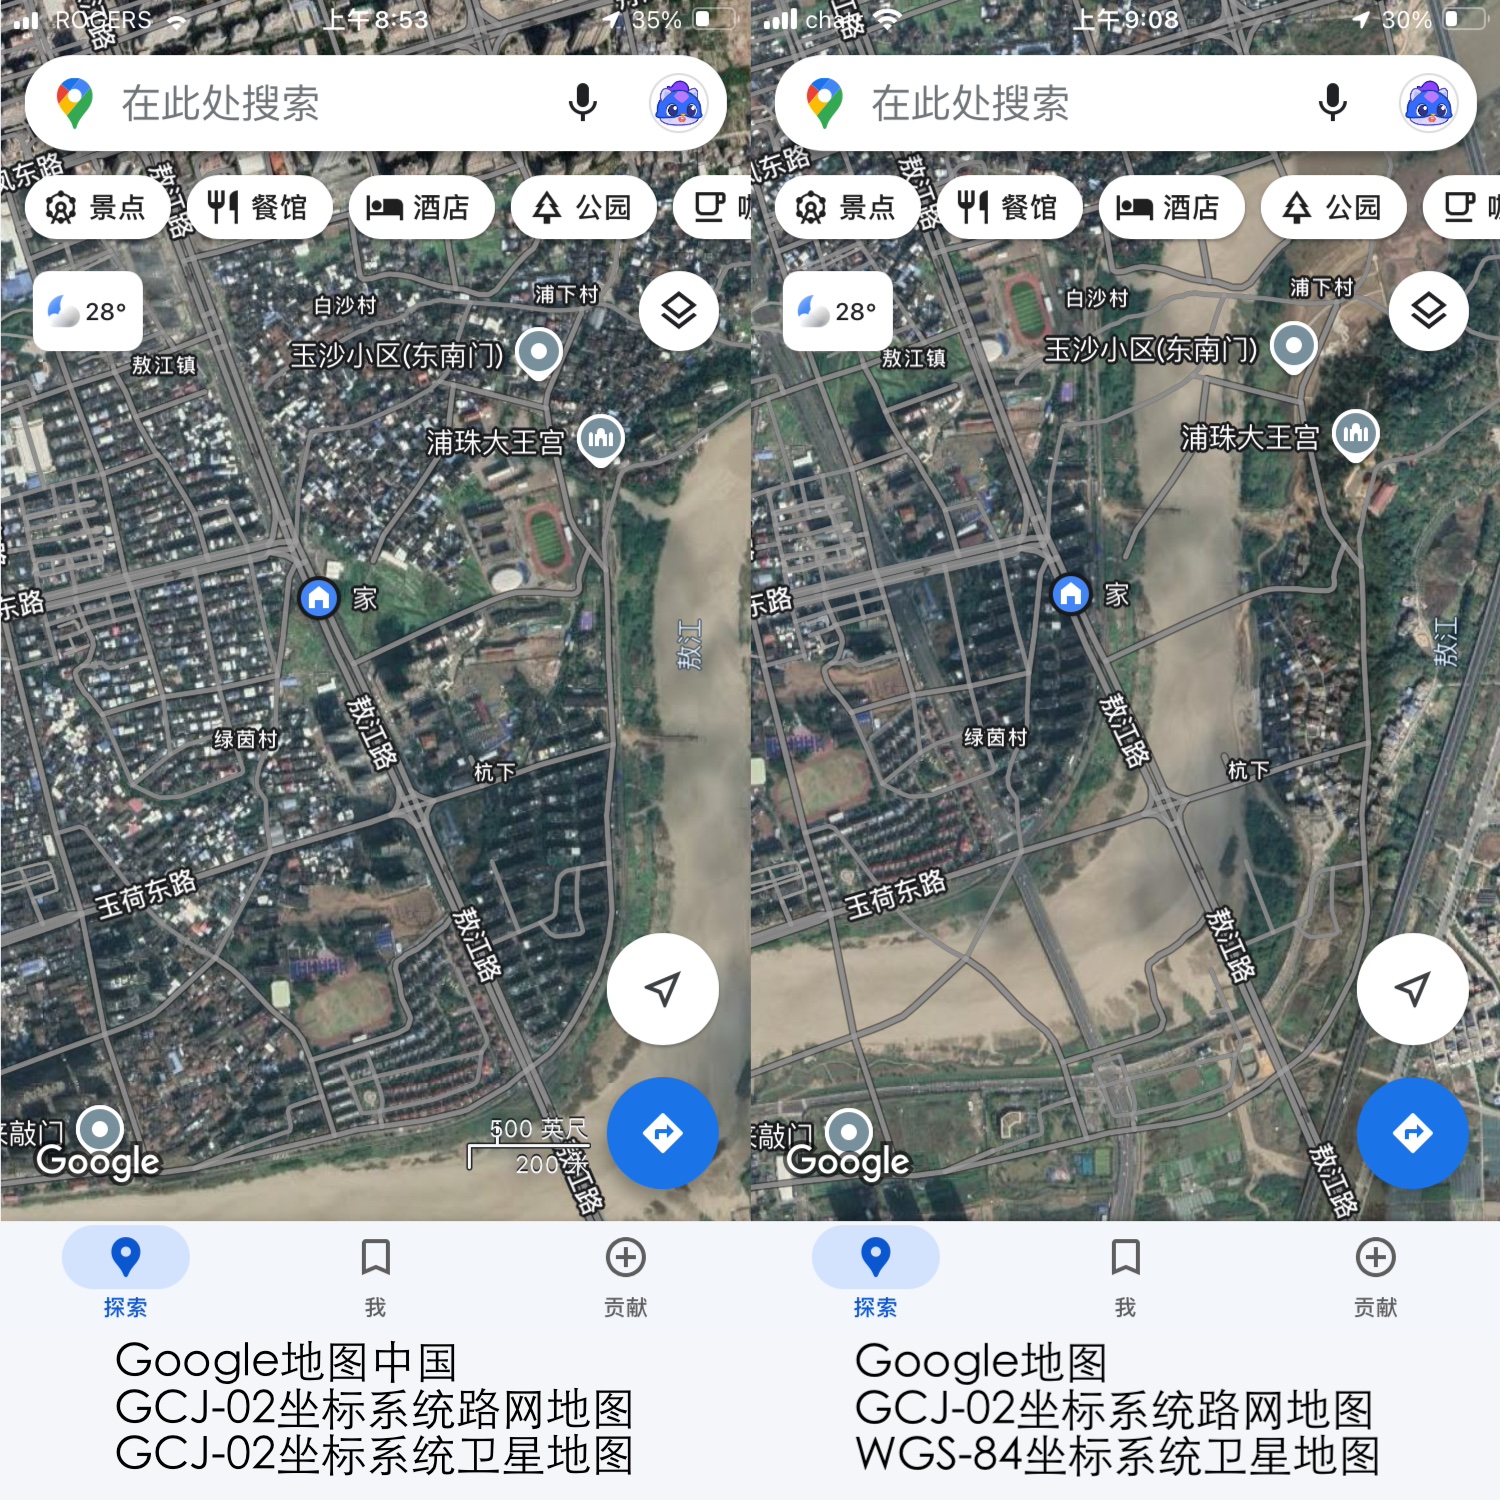 ROGERS
上午8:53
35%
在此处搜索
敖江路
景点
餐馆
酒店
公园
28°
白沙村
浦下村
玉沙小区(东南门)
敖江镇
浦珠大王宫
东路
家
敖江
敖江路
绿茵村
杭下
玉荷东路
敖江路
来敲门
Google
500 英尺
200 米
敖江路
探索
我
贡献
Google地图中国
GCJ-02坐标系统路网地图
GCJ-02坐标系统卫星地图
上午9:08
30%
在此处搜索
敖江路
景点
餐馆
酒店
公园
28°
白沙村
浦下村
玉沙小区(东南门)
敖江镇
浦珠大王宫
东路
家
敖江
敖江路
绿茵村
杭下
玉荷东路
敖江路
来敲门
Google
敖江路
探索
我
贡献
Google地图
GCJ-02坐标系统路网地图
WGS-84坐标系统卫星地图